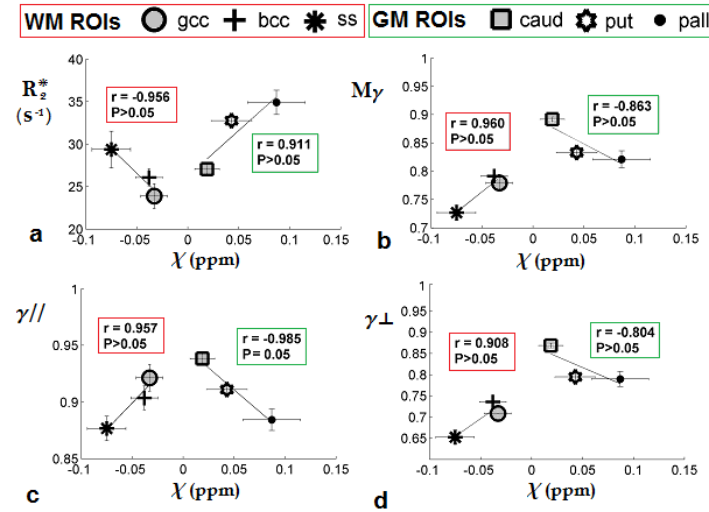 WM ROIs gcc bcc ss GM ROIs caud put pall
R*2
(s-1)
40
35
30
25
20
r = -0.956
P>0.05
r = 0.911
P>0.05
-0.1 -0.05 0 0.05 0.1 0.15
a
χ (ppm)
Mγ
1
0.95
0.9
0.85
0.8
0.75
0.7
r = 0.960
P>0.05
r = -0.863
P>0.05
-0.1 -0.05 0 0.05 0.1 0.15
b
χ (ppm)
γ//
1
0.95
0.9
0.85
r = 0.957
P>0.05
r = -0.985
P= 0.05
-0.1 -0.05 0 0.05 0.1 0.15
c
χ (ppm)
γ⊥
1
0.95
0.9
0.85
0.8
0.75
0.7
0.65
r = 0.908
P>0.05
r = -0.804
P>0.05
-0.1 -0.05 0 0.05 0.1 0.15
d
χ (ppm)